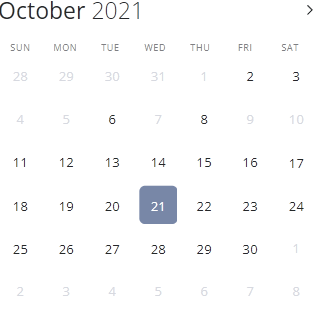 October 2021
SUN MON TUE WED THU FRI SAT
28 29 30 31 1 2 3
4 5 6 7 8 9 10
11 12 13 14 15 16 17
18 19 20 21 22 23 24
25 26 27 28 29 30 1
2 3 4 5 6 7 8